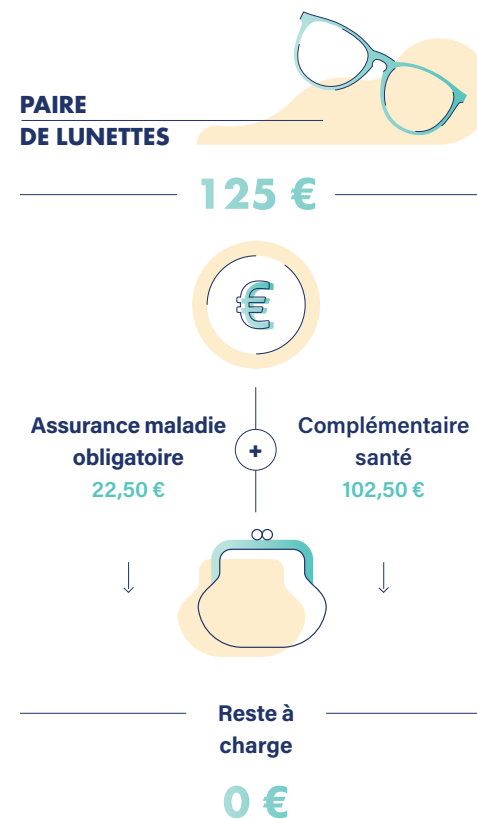 PAIRE
DE LUNETTES
125 €
€
Assurance maladie
obligatoire
22,50 €
+
Complémentaire
santé
102,50 €
Reste à
charge
0 €